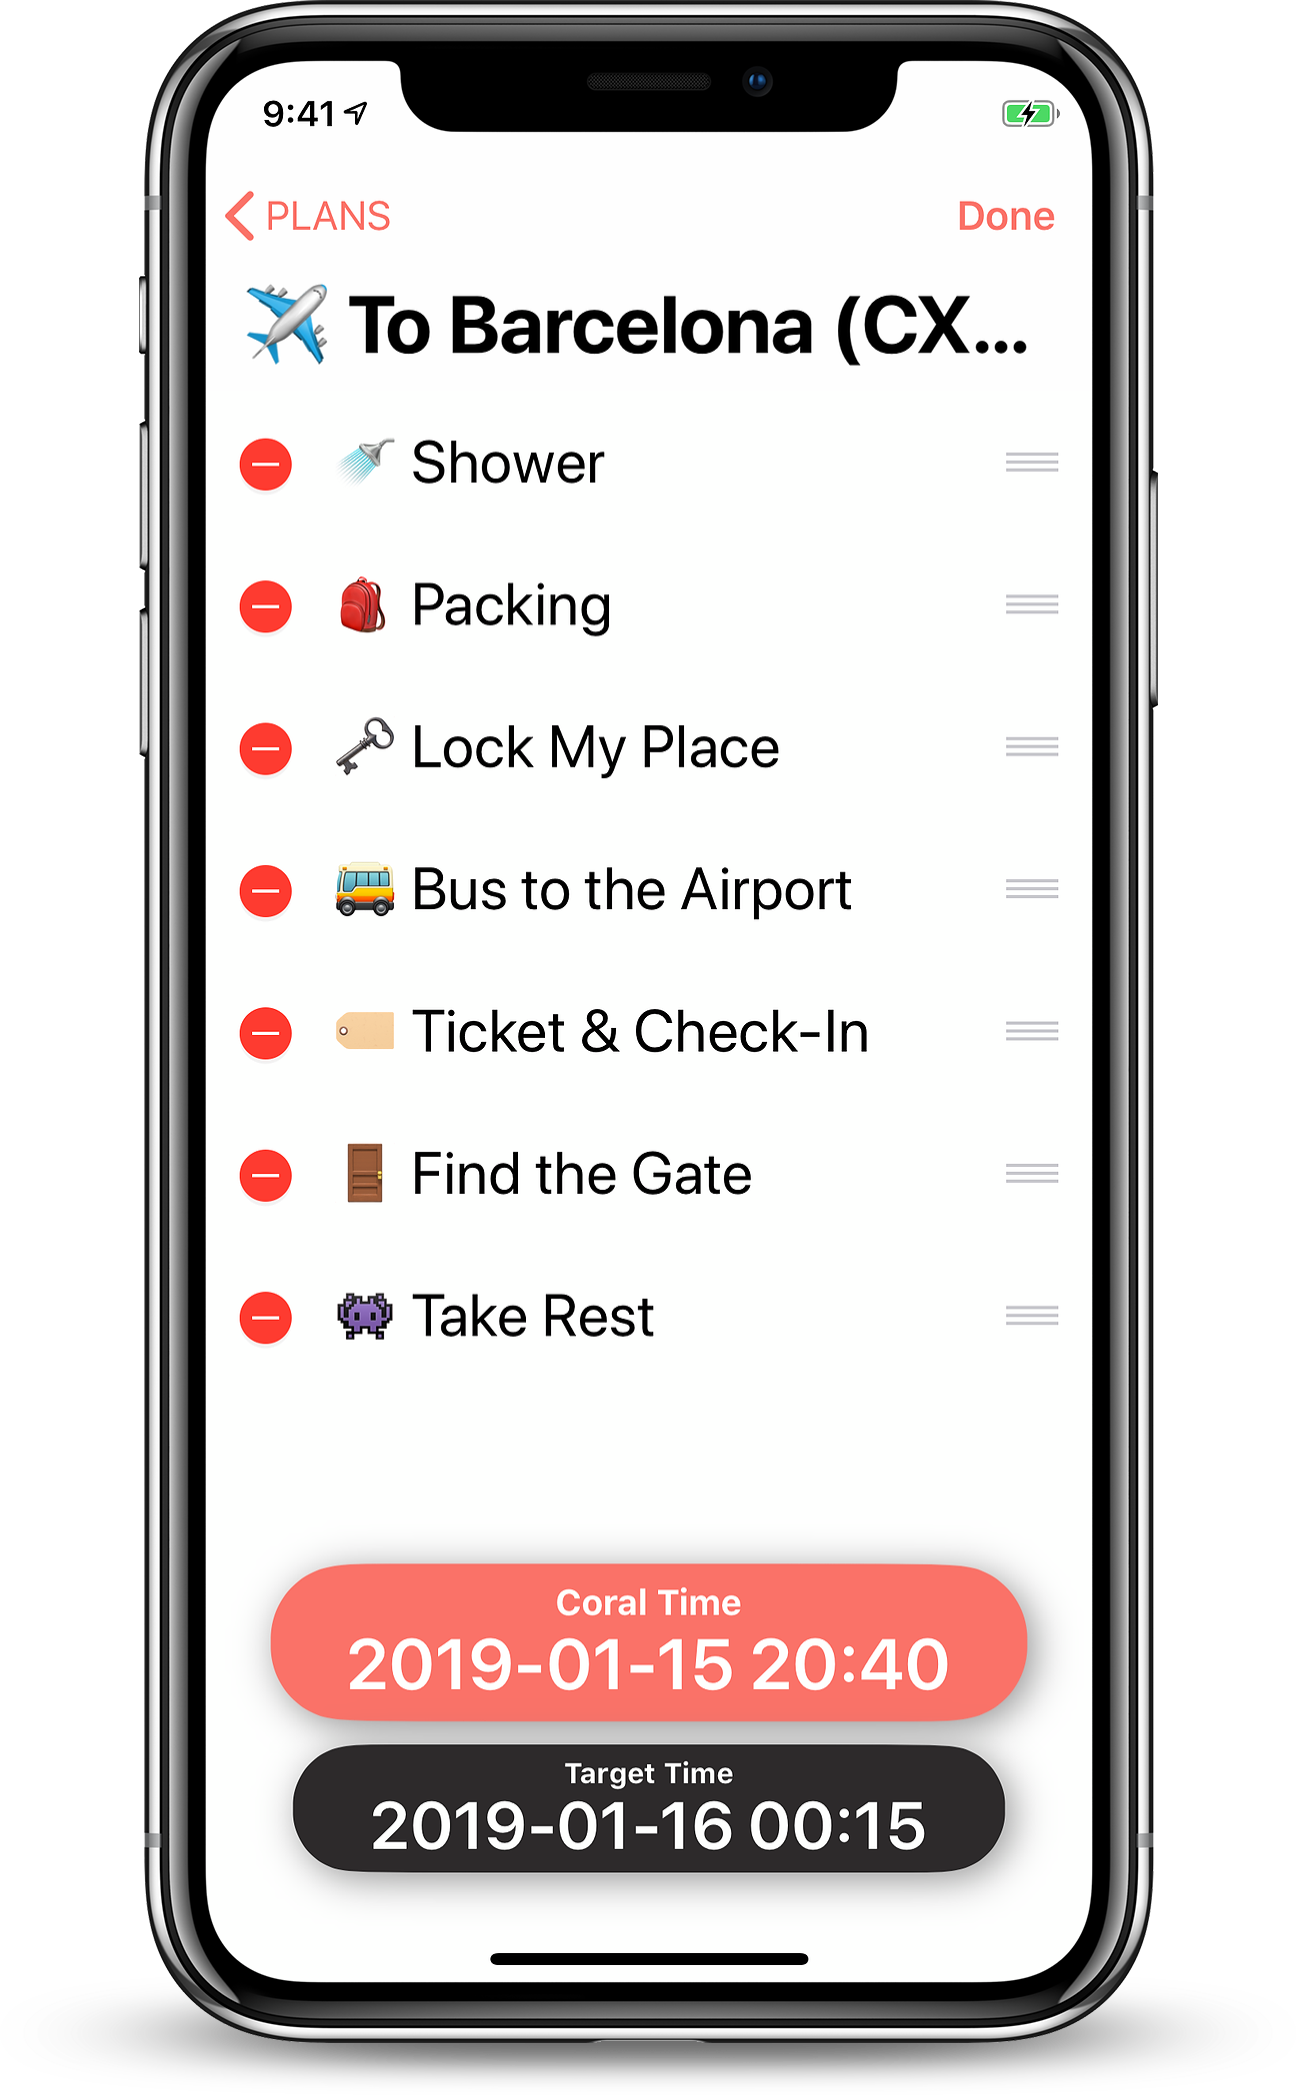 9:41
PLANS
Done
To Barcelona (CX...
Shower
Packing
Lock My Place
Bus to the Airport
Ticket & Check-In
Find the Gate
Take Rest
Coral Time
2019-01-15 20:40
Target Time
2019-01-16 00:15